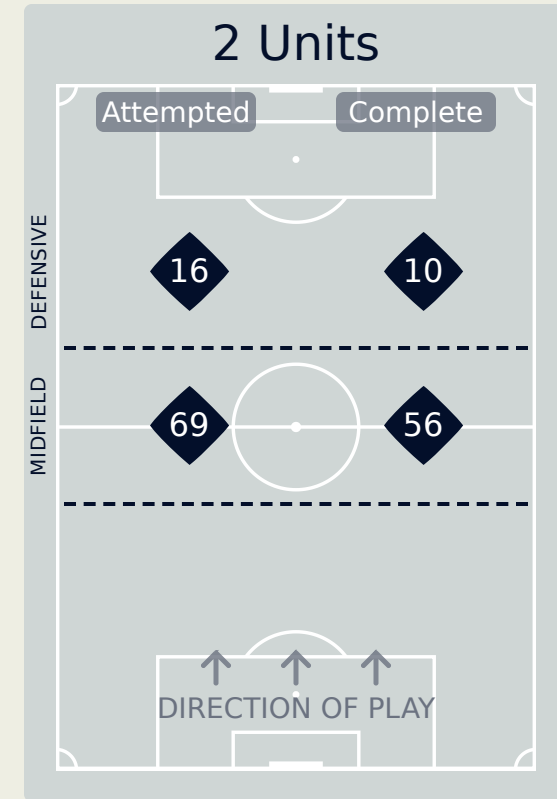 2 Units
Attempted
Complete
DEFENSIVE
16
10
MIDFIELD
69
56
DIRECTION OF PLAY